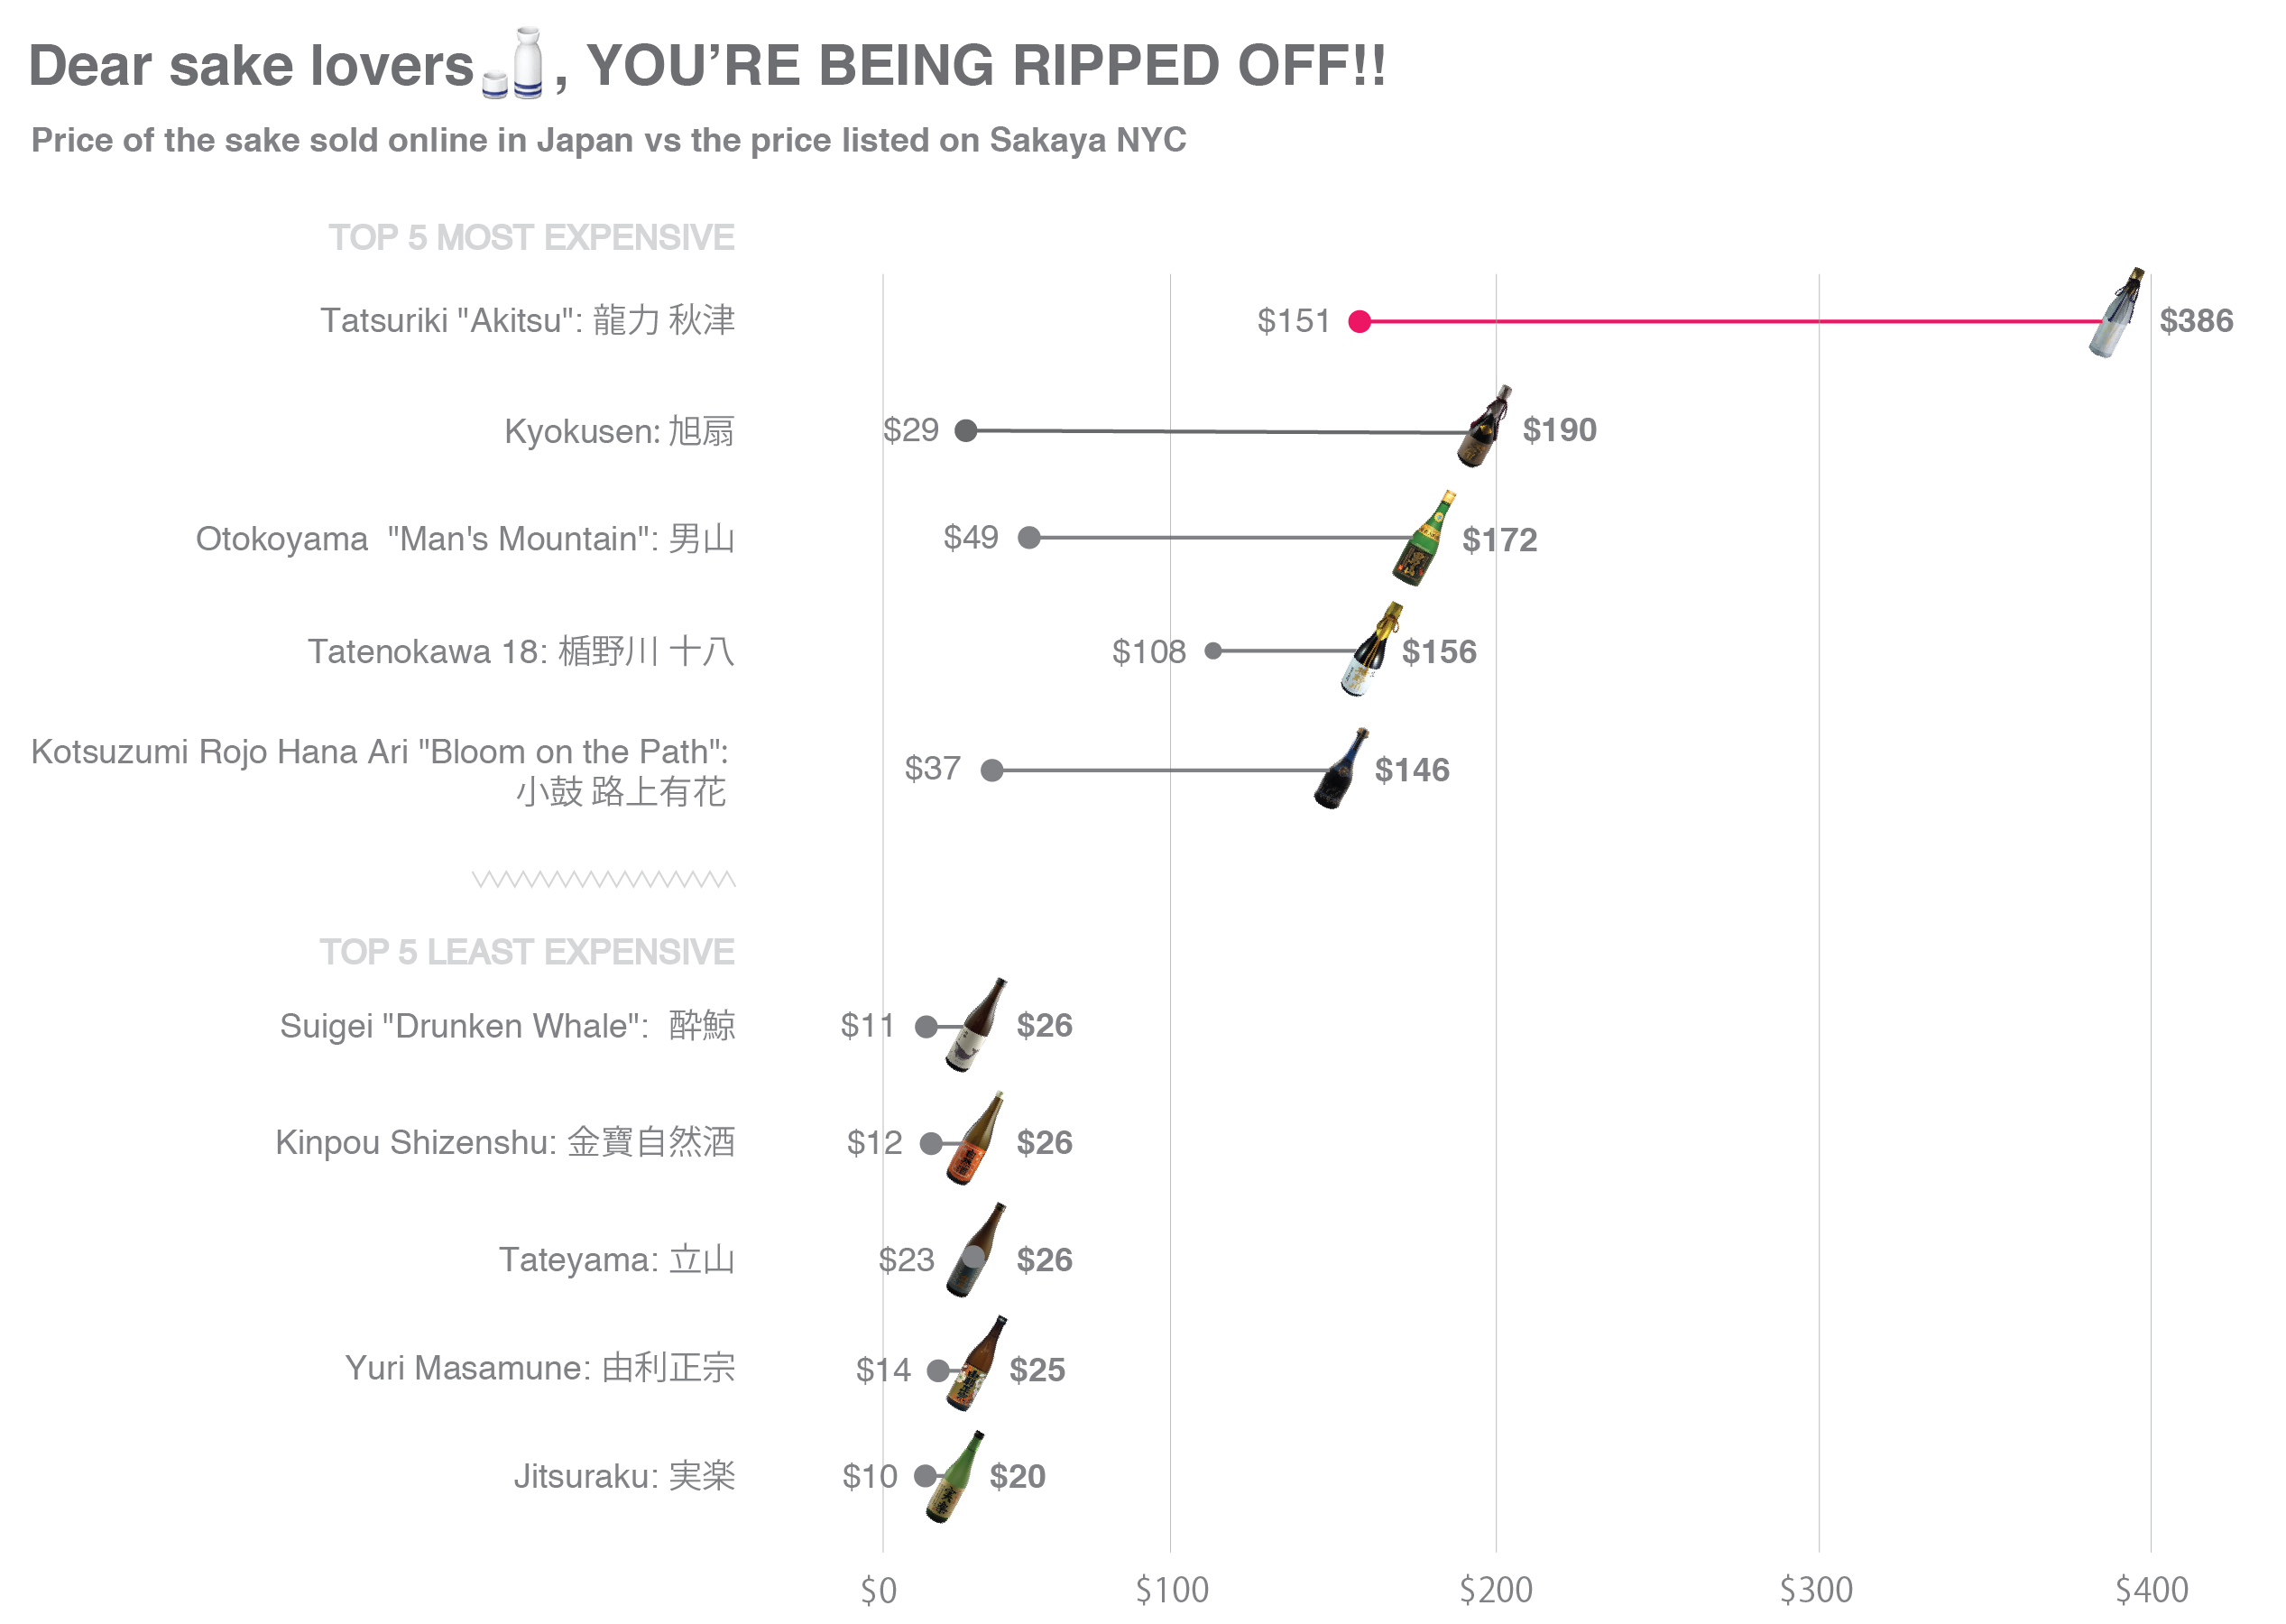 Dear sake lovers🍶, YOU’RE BEING RIPPED OFF!!
Price of the sake sold online in Japan vs the price listed on Sakaya NYC
TOP 5 MOST EXPENSIVE
Tatsuriki "Akitsu": 龍力 秋津 $151 $386
Kyokusen: 旭扇 $29 $190
Otokoyama "Man's Mountain": 男山 $49 $172
Tatenokawa 18: 楯野川 十八 $108 $156
Kotsuzumi Rojo Hana Ari "Bloom on the Path":
小鼓 路上有花 $37 $146
TOP 5 LEAST EXPENSIVE
Suigei "Drunken Whale": 酔鯨 $11 $26
Kinpou Shizenshu: 金寶自然酒 $12 $26
Tateyama: 立山 $23 $26
Yuri Masamune: 由利正宗 $14 $25
Jitsuraku: 実楽 $10 $20
$0 $100 $200 $300 $400